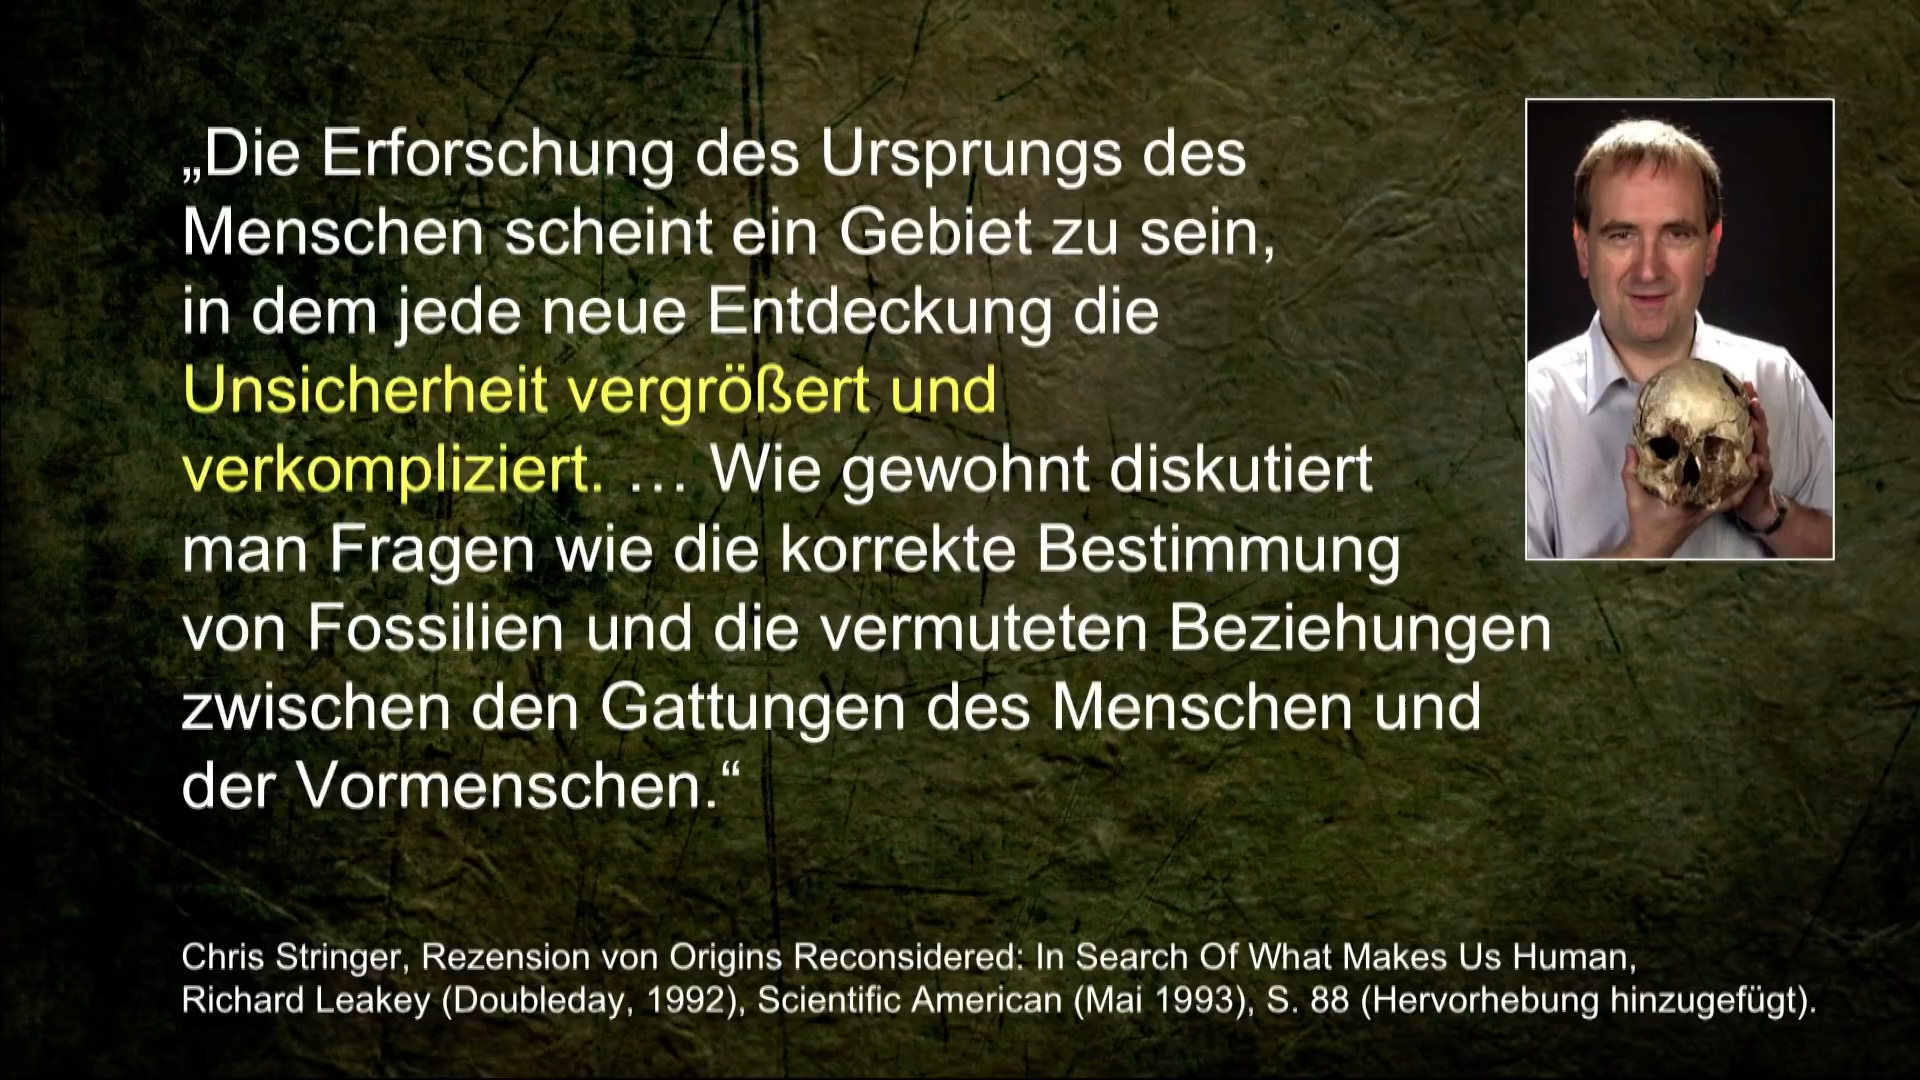 „Die Erforschung des Ursprungs des
Menschen scheint ein Gebiet zu sein,
in dem jede neue Entdeckung die
Unsicherheit vergrößert und
verkompliziert. … Wie gewohnt diskutiert
man Fragen wie die korrekte Bestimmung
von Fossilien und die vermuteten Beziehungen
zwischen den Gattungen des Menschen und
der Vormenschen.“
Chris Stringer, Rezension von Origins Reconsidered: In Search Of What Makes Us Human,
Richard Leakey (Doubleday, 1992), Scientific American (Mai 1993), S. 88 (Hervorhebung hinzugefügt).